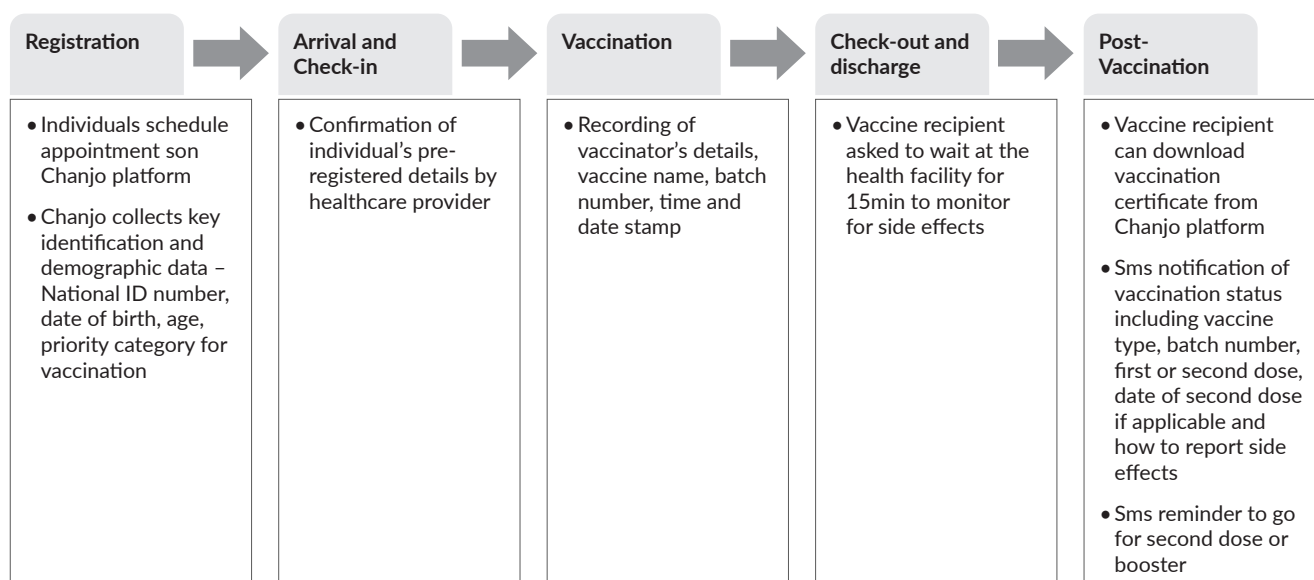 Registration
• Individuals schedule
appointment son
Chanjo platform
• Chanjo collects key
identification and
demographic data –
National ID number,
date of birth, age,
priority category for
vaccination
Arrival and
Check-in
• Confirmation of
individual’s pre-
registered details by
healthcare provider
Vaccination
• Recording of
vaccinator’s details,
vaccine name, batch
number, time and
date stamp
Check-out and
discharge
• Vaccine recipient
asked to wait at the
health facility for
15min to monitor
for side effects
Post-
Vaccination
• Vaccine recipient
can download
vaccination
certificate from
Chanjo platform
• Sms notification of
vaccination status
including vaccine
type, batch number,
first or second dose,
date of second dose
if applicable and
how to report side
effects
• Sms reminder to go
for second dose or
booster